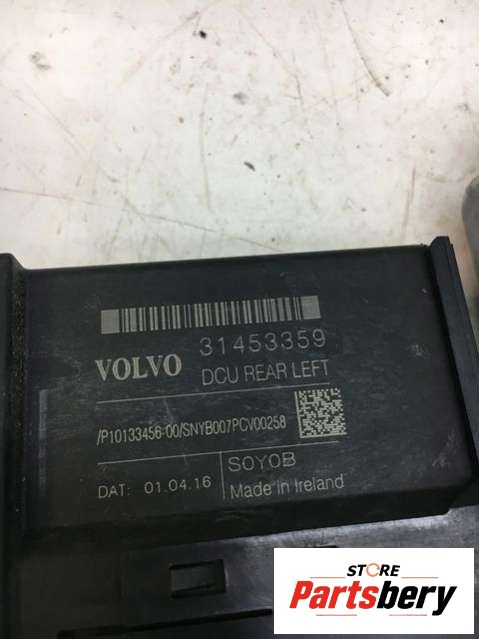 VOLVO 31453359
DCU REAR LEFT
/P10133456-00/SNYB007PCV00258
S0Y0B
DAT: 01.04.16 Made in Ireland
STORE
Partsbery